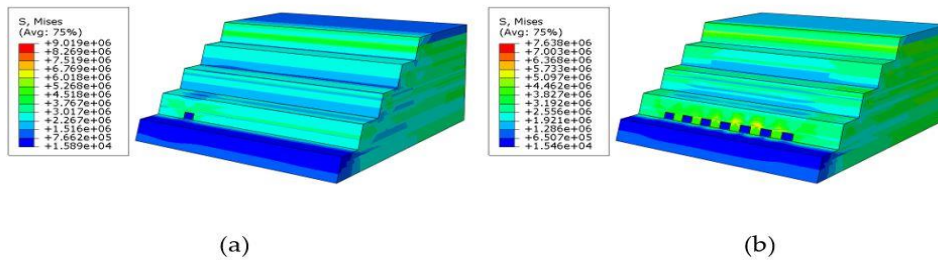 S, Mises
(Avg: 75%)
+9.019e+06
+8.269e+06
+7.519e+06
+6.769e+06
+6.018e+06
+5.268e+06
+4.518e+06
+3.767e+06
+3.017e+06
+2.267e+06
+1.516e+06
+7.662e+05
+1.589e+04
S, Mises
(Avg: 75%)
+7.638e+06
+7.003e+06
+6.368e+06
+5.733e+06
+5.097e+06
+4.462e+06
+3.827e+06
+3.192e+06
+2.556e+06
+1.921e+06
+1.286e+06
+6.507e+05
+1.546e+04
(a)
(b)